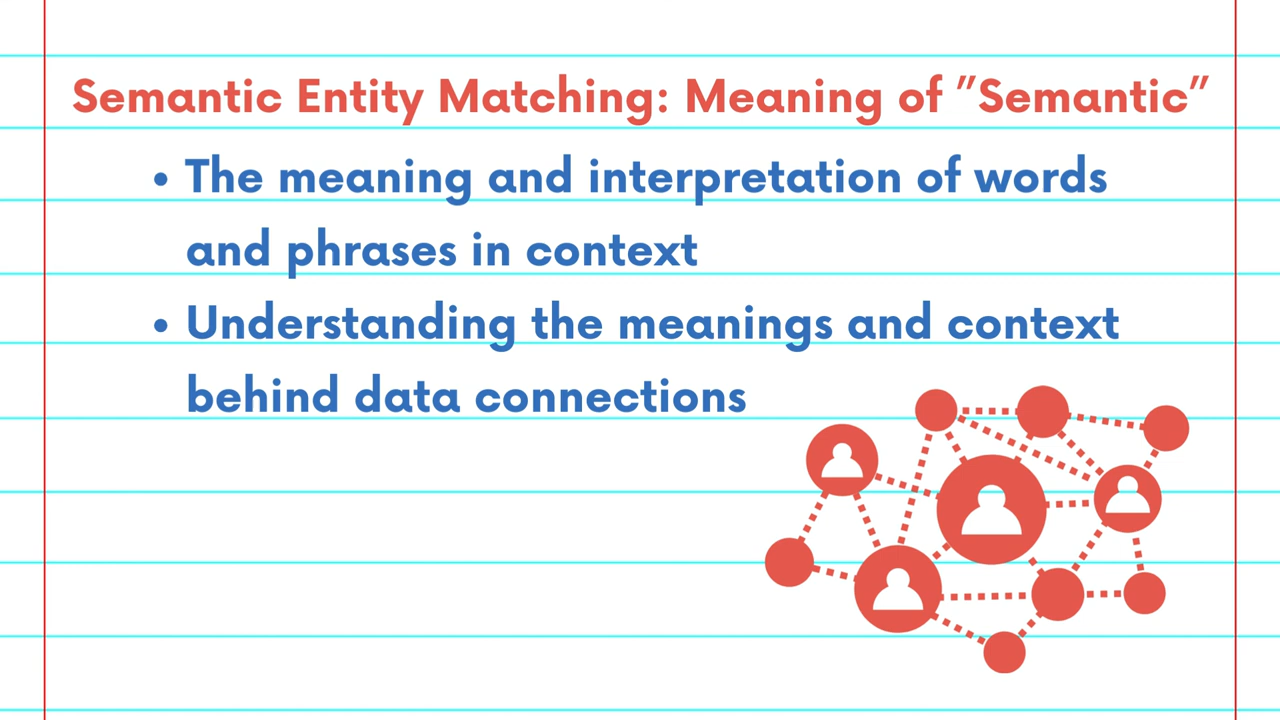 Semantic Entity Matching: Meaning of "Semantic"
• The meaning and interpretation of words
and phrases in context
• Understanding the meanings and context
behind data connections